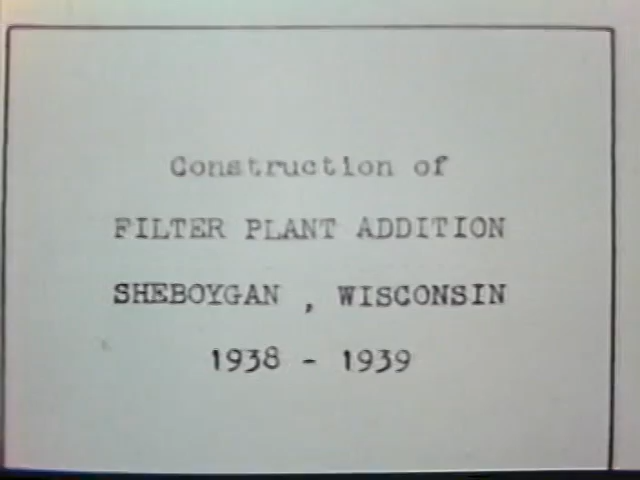 Construction of
FILTER PLANT ADDITION
SHEBOYGAN , WISCONSIN
1938 - 1939